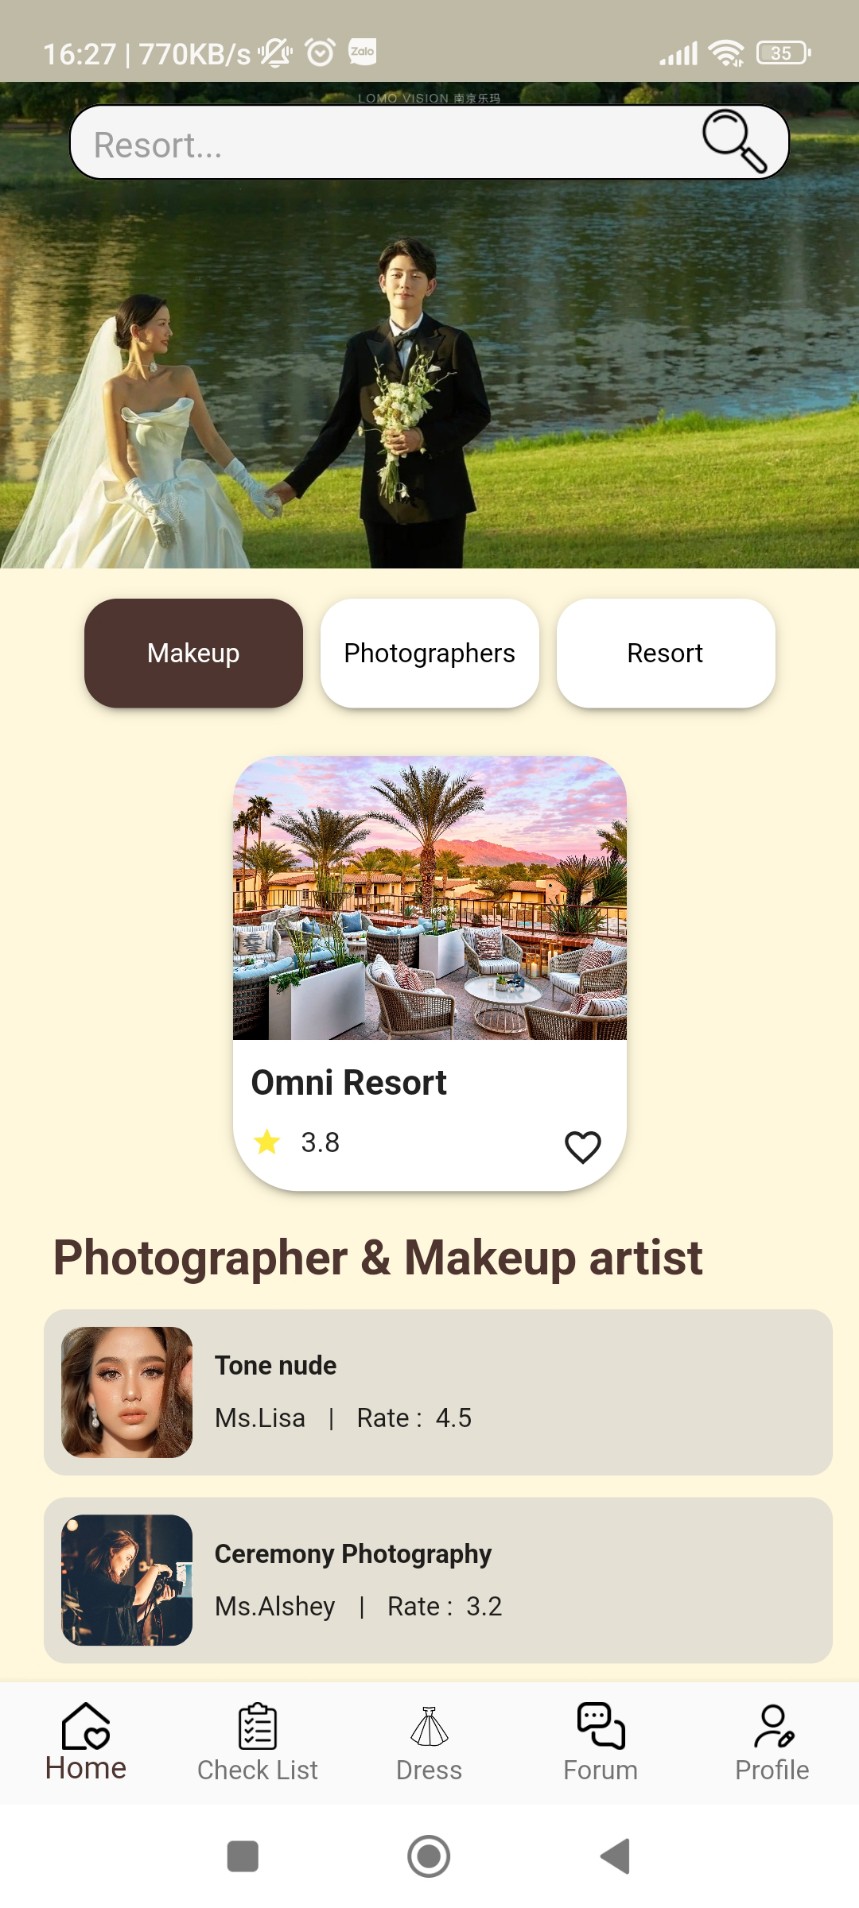 16:27 | 770KB/s Zalo 35
LOMO VISION 南京乐玛
Resort...
Makeup Photographers Resort
Omni Resort
3.8
Photographer & Makeup artist
Tone nude
Ms.Lisa | Rate : 4.5
Ceremony Photography
Ms.Alshey | Rate : 3.2
Home Check List Dress Forum Profile